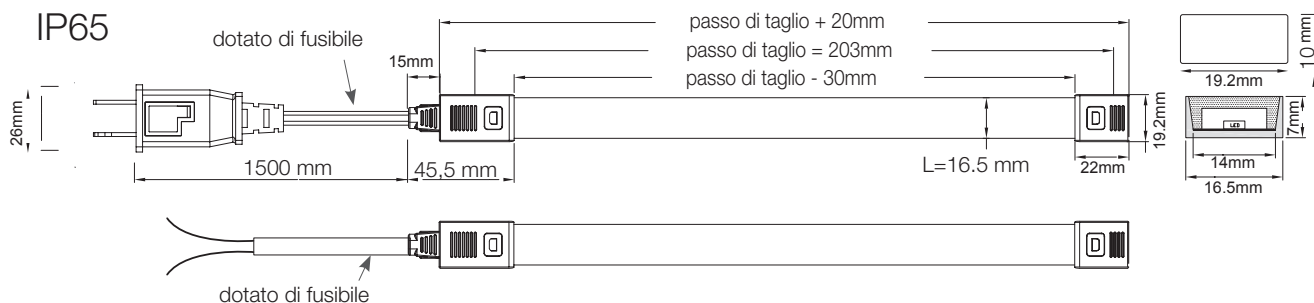 IP65
dotato di fusibile
15mm
passo di taglio + 20mm
passo di taglio = 203mm
passo di taglio - 30mm
10 mm
19.2mm
26mm
1500 mm
45,5 mm
L=16.5 mm
22mm
19.2mm
LED
7mm
14mm
16.5mm
dotato di fusibile